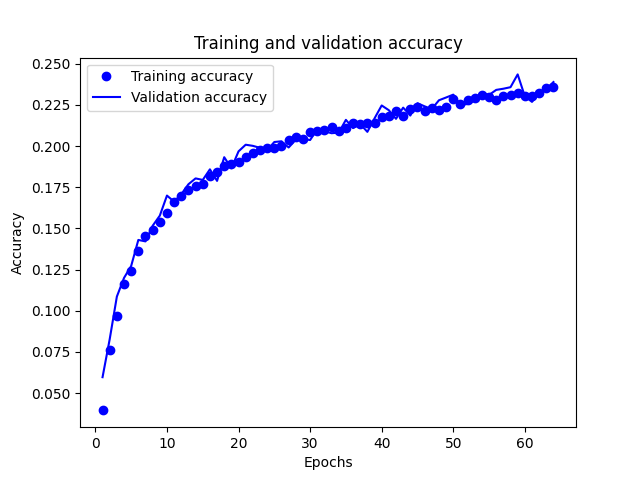 Training and validation accuracy
0.250
0.225
0.200
0.175
0.150
0.125
0.100
0.075
0.050
Accuracy
Training accuracy
Validation accuracy
0 10 20 30 40 50 60
Epochs